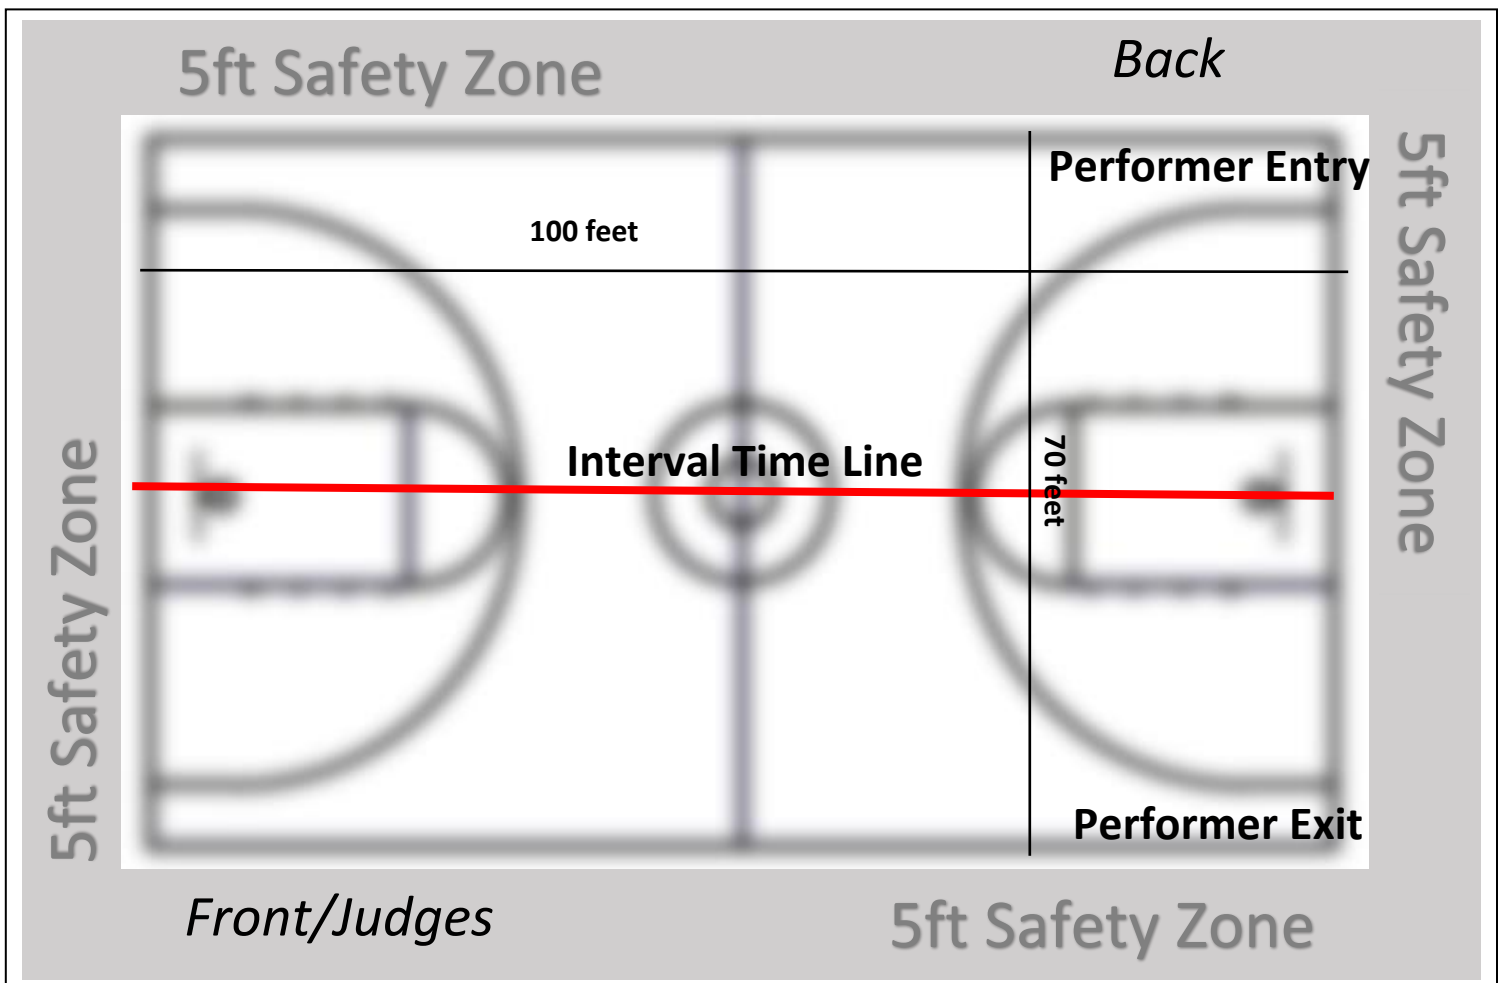 5ft Safety Zone
Back
Performer Entry
5ft Safety Zone
100 feet
Interval Time Line
70 feet
5ft Safety Zone
Performer Exit
Front/Judges
5ft Safety Zone